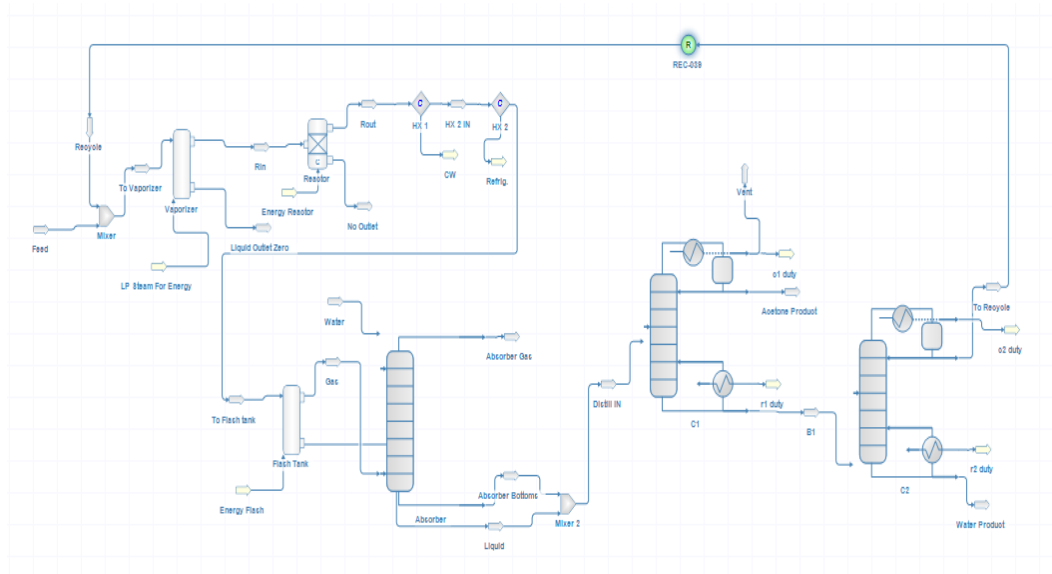 R
REC-039
Recycle
Rout
C
HX 1
HX 2 IN
C
HX 2
CW
Refrig.
To Vaporizer
Vaporizer
Rin
C
Reactor
Energy Reactor
No Outlet
Mixer
Feed
Liquid Outlet Zero
LP Steam For Energy
Vent
o1 duty
Acetone Product
To Recycle
o2 duty
Water
Absorber Gas
Gas
To Flash tank
Flash Tank
Energy Flash
Distill IN
r1 duty
C1
B1
r2 duty
C2
Water Product
Absorber Bottoms
Absorber
Mixer 2
Liquid